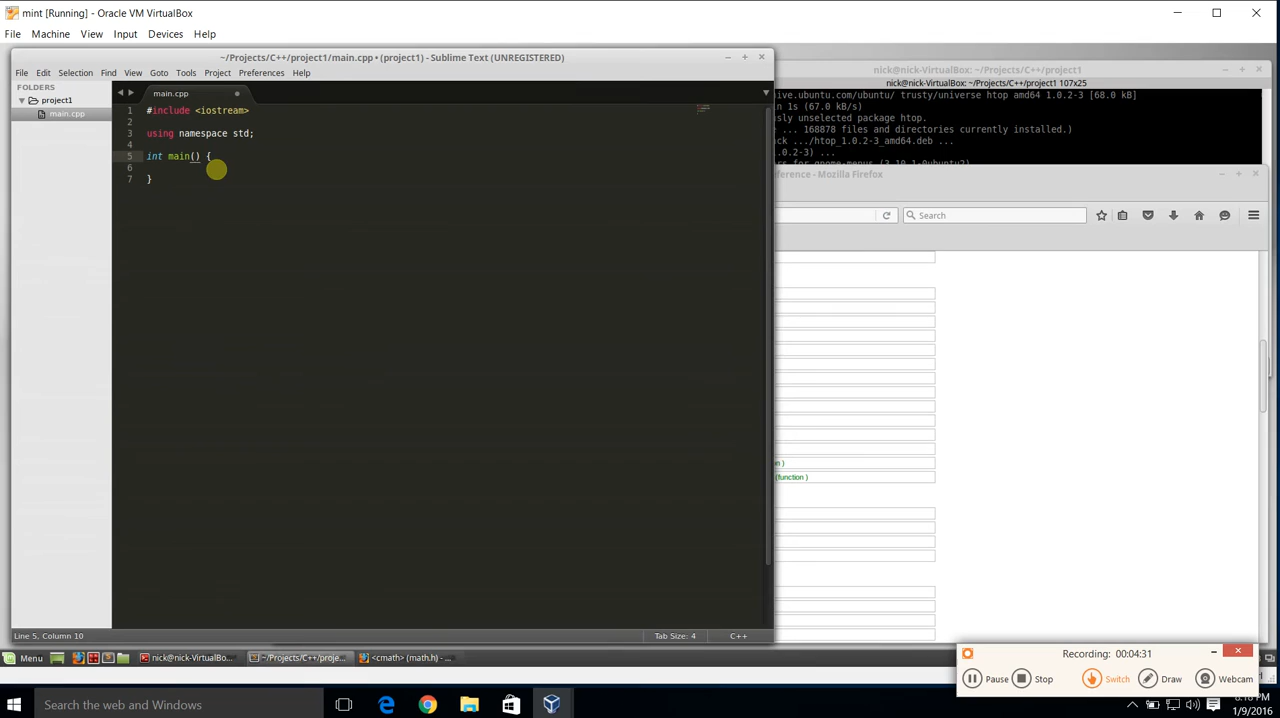 mint [Running] - Oracle VM VirtualBox
File Machine View Input Devices Help
~/Projects/C++/project1/main.cpp • (project1) - Sublime Text (UNREGISTERED)
File Edit Selection Find View Goto Tools Project Preferences Help
FOLDERS
project1
main.cpp
main.cpp
1 #include <iostream>
2
3 using namespace std;
4
5 int main() {
6
7 }
Line 5, Column 10
Tab Size: 4
C++
nick@nick-VirtualBox: ~/Projects/C++/project1
nick@nick-VirtualBox: ~/Projects/C++/project1 107x25
ive.ubuntu.com/ubuntu/ trusty/universe htop amd64 1.0.2-3 [68.0 kB]
in 1s (67.0 kB/s)
usly unselected package htop.
e ... 168878 files and directories currently installed.)
ck .../htop_1.0.2-3_amd64.deb ...
.0.2-3) ...
ference - Mozilla Firefox
Search
on )
(function )
Menu
nick@nick-VirtualBo...
~/Projects/C++/proje...
<cmath> (math.h) - ...
Recording: 00:04:31
Pause Stop Switch Draw Webcam
Search the web and Windows
1/9/2016